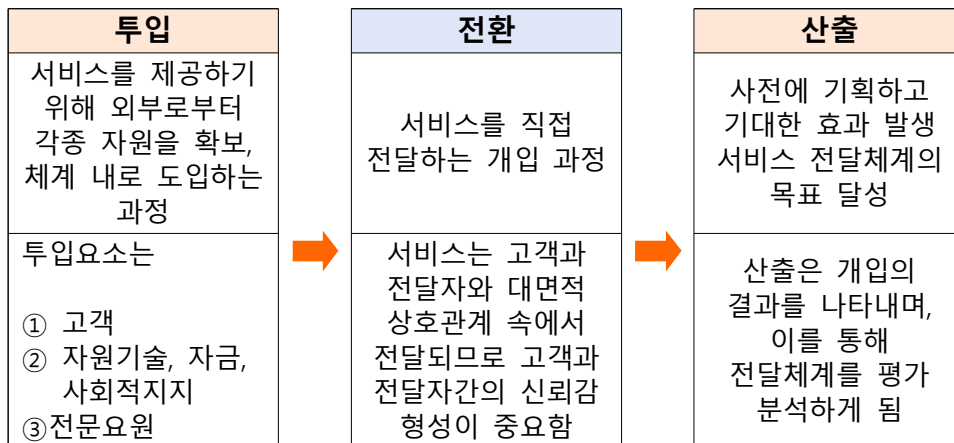 투입
서비스를 제공하기
위해 외부로부터
각종 자원을 확보,
체계 내로 도입하는
과정
투입요소는
① 고객
② 자원기술, 자금,
사회적지지
③전문요원
전환
서비스를 직접
전달하는 개입 과정
서비스는 고객과
전달자와 대면적
상호관계 속에서
전달되므로 고객과
전달자간의 신뢰감
형성이 중요함
산출
사전에 기획하고
기대한 효과 발생
서비스 전달체계의
목표 달성
산출은 개입의
결과를 나타내며,
이를 통해
전달체계를 평가
분석하게 됨